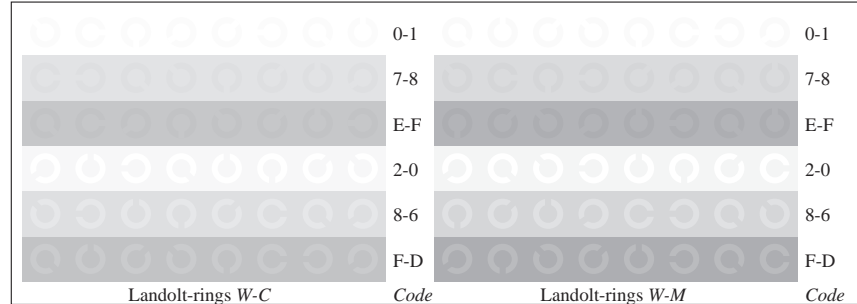 0-1 0-1
7-8 7-8
E-F E-F
2-0 2-0
8-6 8-6
F-D F-D
Landolt-rings W-C Code Landolt-rings W-M Code